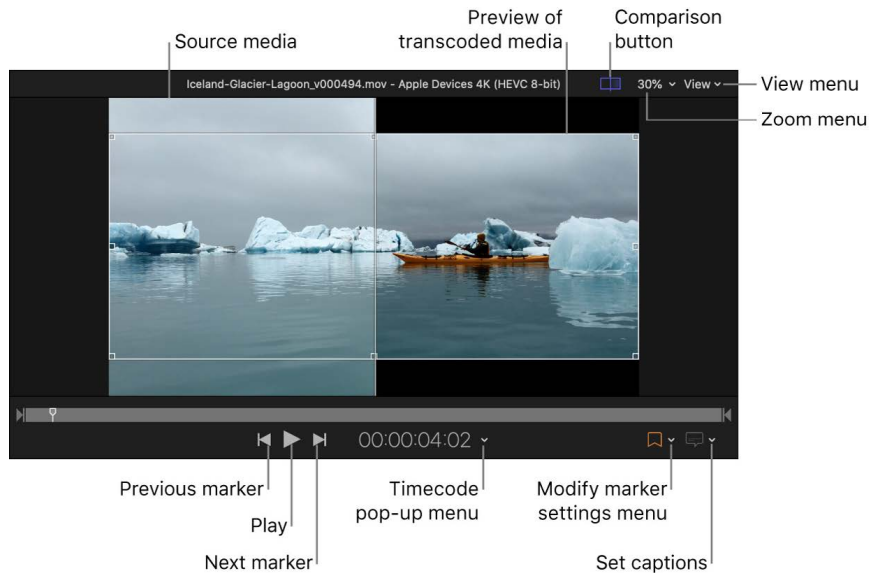 Preview of
transcoded media
Comparison
button
Source media
Iceland-Glacier-Lagoon_v000494.mov - Apple Devices 4K (HEVC 8-bit)
30%
View
View menu
Zoom menu
00:00:04:02
Previous marker
Play
Next marker
Timecode
pop-up menu
Modify marker
settings menu
Set captions